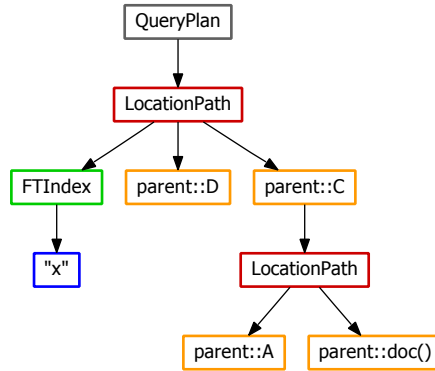 QueryPlan
LocationPath
FTIndex
parent::D
parent::C
"x"
LocationPath
parent::A
parent::doc()